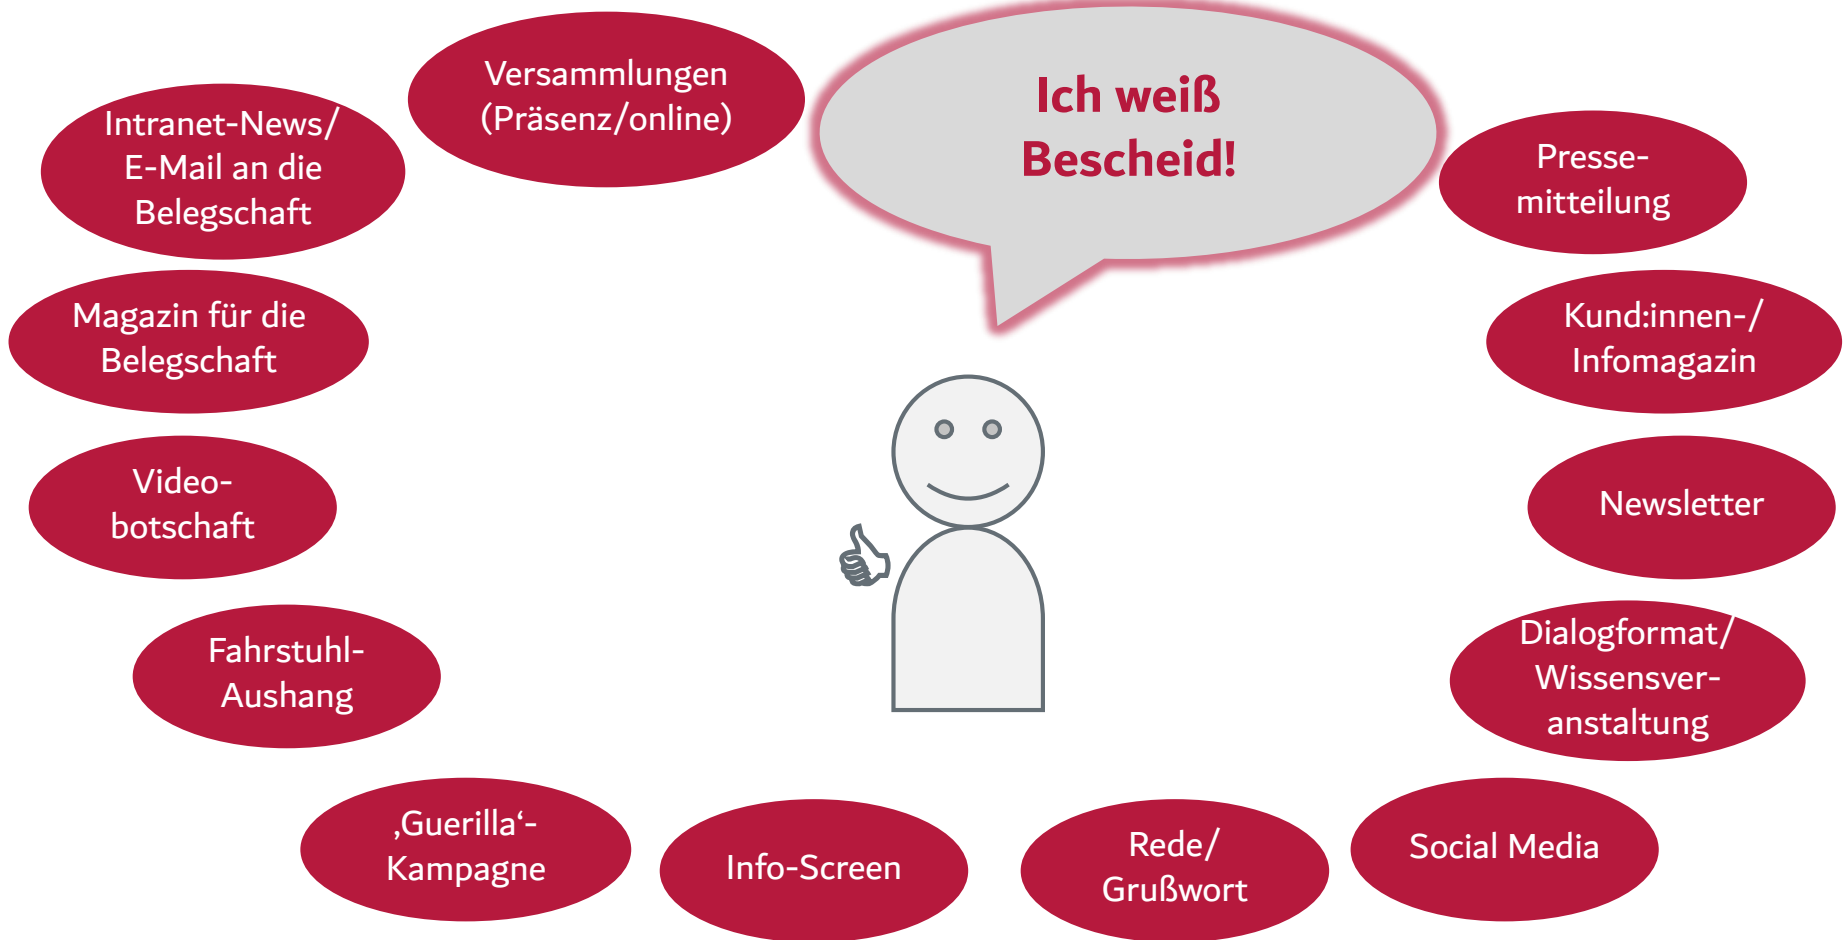 Versammlungen
(Präsenz/online)
Ich weiß
Bescheid!
Intranet-News/
E-Mail an die
Belegschaft
Presse-
mitteilung
Magazin für die
Belegschaft
Kund:innen-/
Infomagazin
Video-
botschaft
Newsletter
Fahrstuhl-
Aushang
Dialogformat/
Wissensver-
anstaltung
‚Guerilla‘-
Kampagne
Info-Screen
Rede/
Grußwort
Social Media